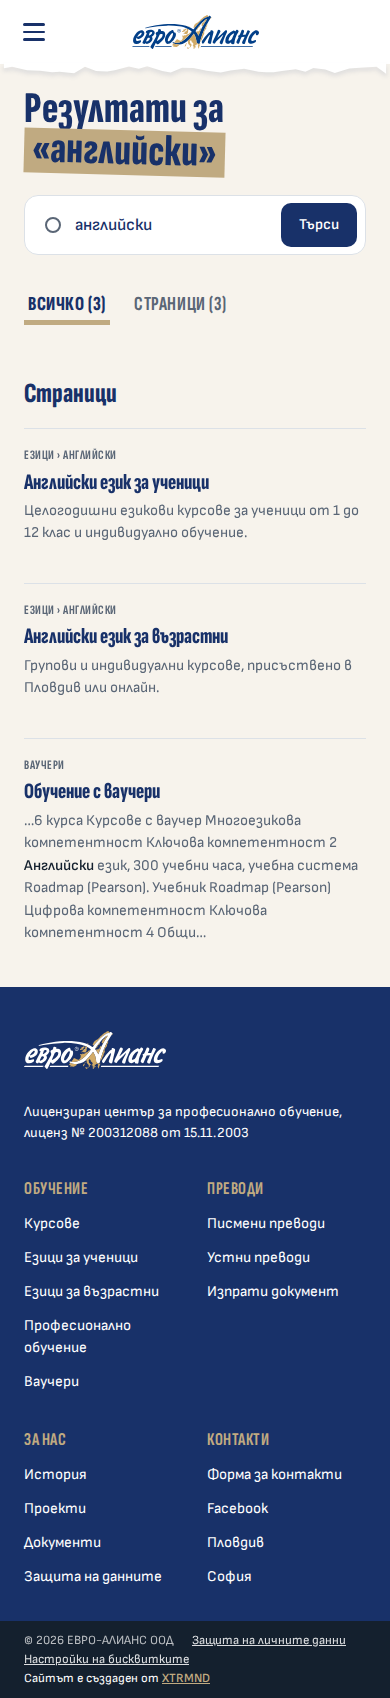 евроАлианс
Резултати за
«английски»
английски
Търси
ВСИЧКО (3) СТРАНИЦИ (3)
Страници
ЕЗИЦИ › АНГЛИЙСКИ
Английски език за ученици
Целогодишни езикови курсове за ученици от 1 до
12 клас и индивидуално обучение.
ЕЗИЦИ › АНГЛИЙСКИ
Английски език за възрастни
Групови и индивидуални курсове, присъствено в
Пловдив или онлайн.
ВАУЧЕРИ
Обучение с ваучери
…6 курса Курсове с ваучер Многоезикова
компетентност Ключова компетентност 2
Английски език, 300 учебни часа, учебна система
Roadmap (Pearson). Учебник Roadmap (Pearson)
Цифрова компетентност Ключова
компетентност 4 Общи…
евроАлианс
Лицензиран център за професионално обучение,
лиценз № 200312088 от 15.11.2003
ОБУЧЕНИЕ
Курсове
Езици за ученици
Езици за възрастни
Професионално
обучение
Ваучери
ПРЕВОДИ
Писмени преводи
Устни преводи
Изпрати документ
ЗА НАС
История
Проекти
Документи
Защита на данните
КОНТАКТИ
Форма за контакти
Facebook
Пловдив
София
© 2026 ЕВРО-АЛИАНС ООД Защита на личните данни
Настройки на бисквитките
Сайтът е създаден от XTRMND